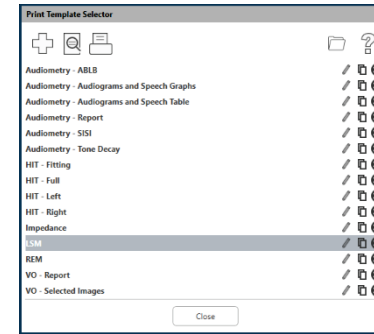 Print Template Selector
Audiometry - ABLB
Audiometry - Audiograms and Speech Graphs
Audiometry - Audiograms and Speech Table
Audiometry - Report
Audiometry - SISI
Audiometry - Tone Decay
HIT - Fitting
HIT - Full
HIT - Left
HIT - Right
Impedance
LSM
REM
VO - Report
VO - Selected Images
Close